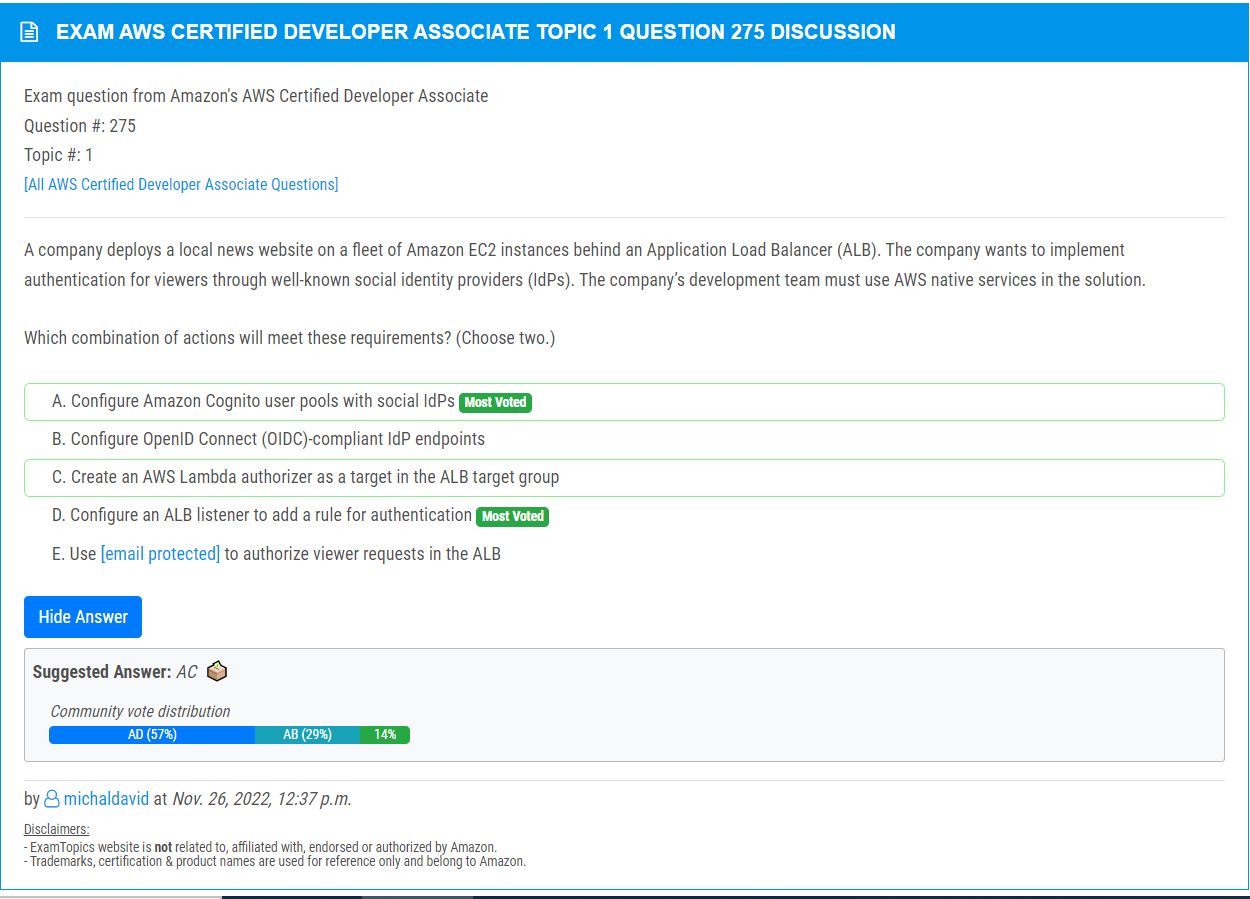 EXAM AWS CERTIFIED DEVELOPER ASSOCIATE TOPIC 1 QUESTION 275 DISCUSSION
Exam question from Amazon's AWS Certified Developer Associate
Question #: 275
Topic #: 1
[All AWS Certified Developer Associate Questions]
A company deploys a local news website on a fleet of Amazon EC2 instances behind an Application Load Balancer (ALB). The company wants to implement
authentication for viewers through well-known social identity providers (IdPs). The company’s development team must use AWS native services in the solution.
Which combination of actions will meet these requirements? (Choose two.)
A. Configure Amazon Cognito user pools with social IdPs Most Voted
B. Configure OpenID Connect (OIDC)-compliant IdP endpoints
C. Create an AWS Lambda authorizer as a target in the ALB target group
D. Configure an ALB listener to add a rule for authentication Most Voted
E. Use [email protected] to authorize viewer requests in the ALB
Hide Answer
Suggested Answer: AC
Community vote distribution
AD (57%) AB (29%) 14%
by michaldavid at Nov. 26, 2022, 12:37 p.m.
Disclaimers:
- ExamTopics website is not related to, affiliated with, endorsed or authorized by Amazon.
- Trademarks, certification & product names are used for reference only and belong to Amazon.